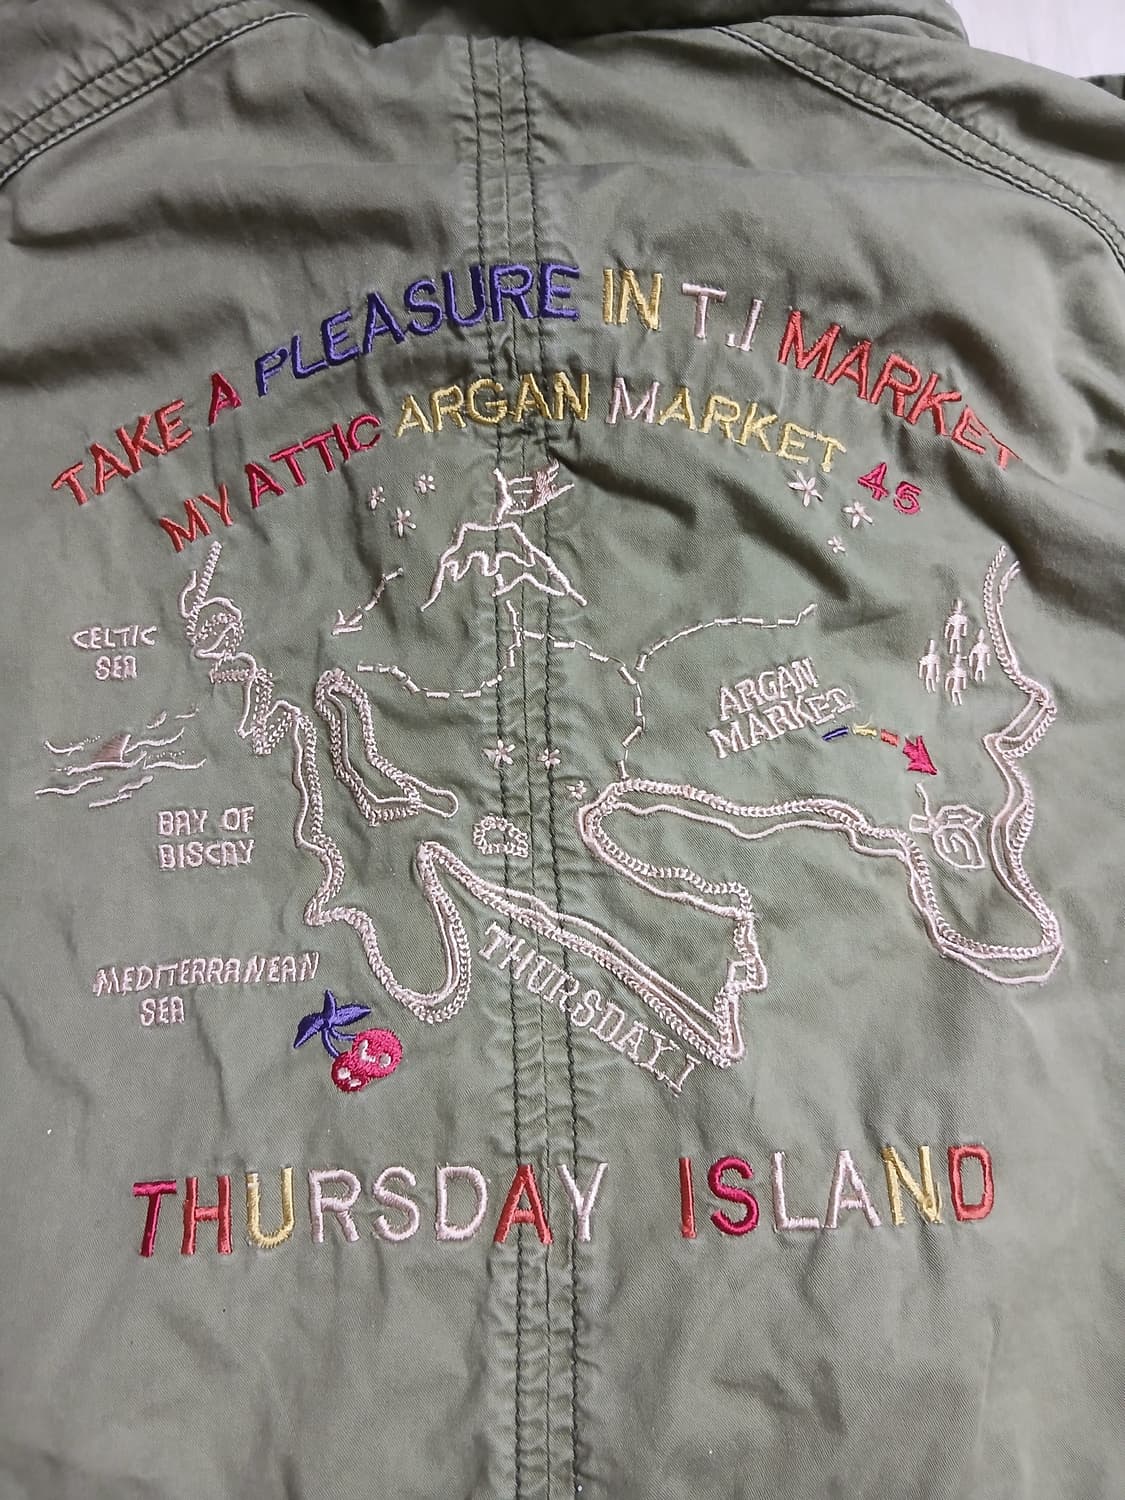 TAKE A PLEASURE IN T.J MARKET
MY ATTIC ARGAN MARKET 45
CELTIC
SEA
ARGAN
MARKET
BAY OF
BISCAY
MEDITERRANEAN
SEA
THURSDAY.I
THURSDAY ISLAND